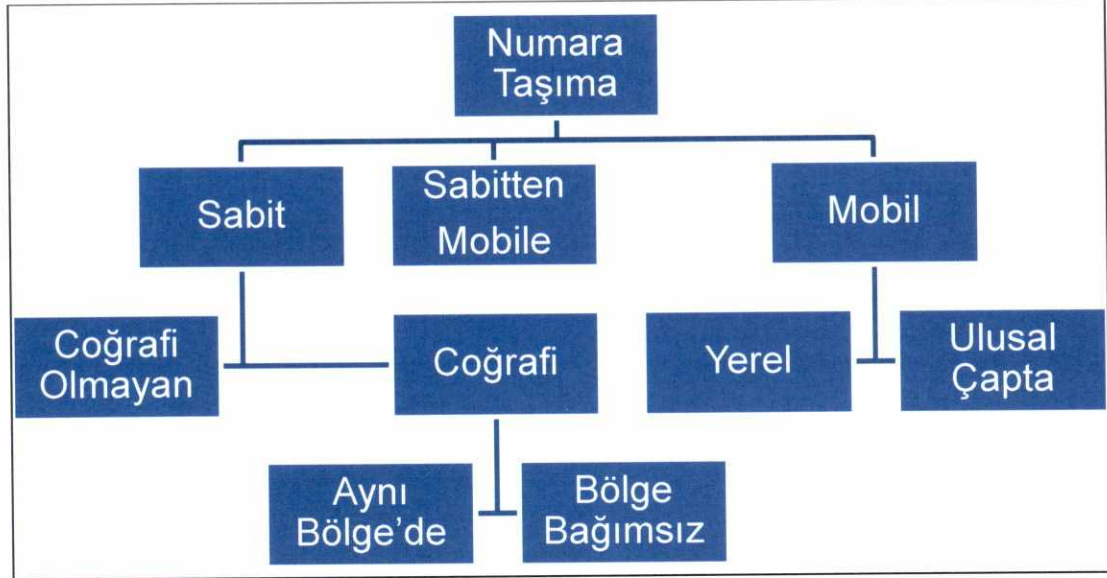 Numara
Taşıma
Sabit
Sabitten
Mobile
Mobil
Coğrafi
Olmayan
Coğrafi
Yerel
Ulusal
Çapta
Aynı
Bölge'de
Bölge
Bağımsız